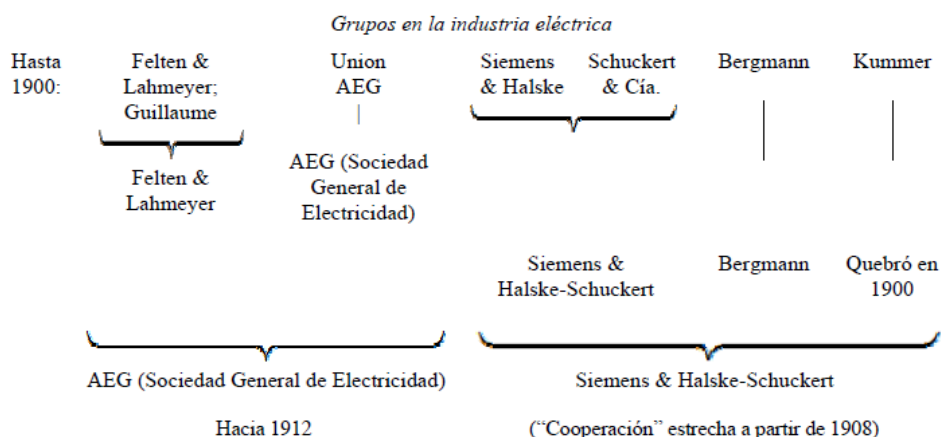 Grupos en la industria eléctrica
Hasta
1900:
Felten &
Lahmeyer;
Guillaume
Union
AEG
Siemens
& Halske
Schuckert
& Cía.
Bergmann
Kummer
Felten &
Lahmeyer
AEG (Sociedad
General de
Electricidad)
Siemens &
Halske-Schuckert
Bergmann
Quebró en
1900
AEG (Sociedad General de Electricidad)
Siemens & Halske-Schuckert
Hacia 1912
(“Cooperación” estrecha a partir de 1908)